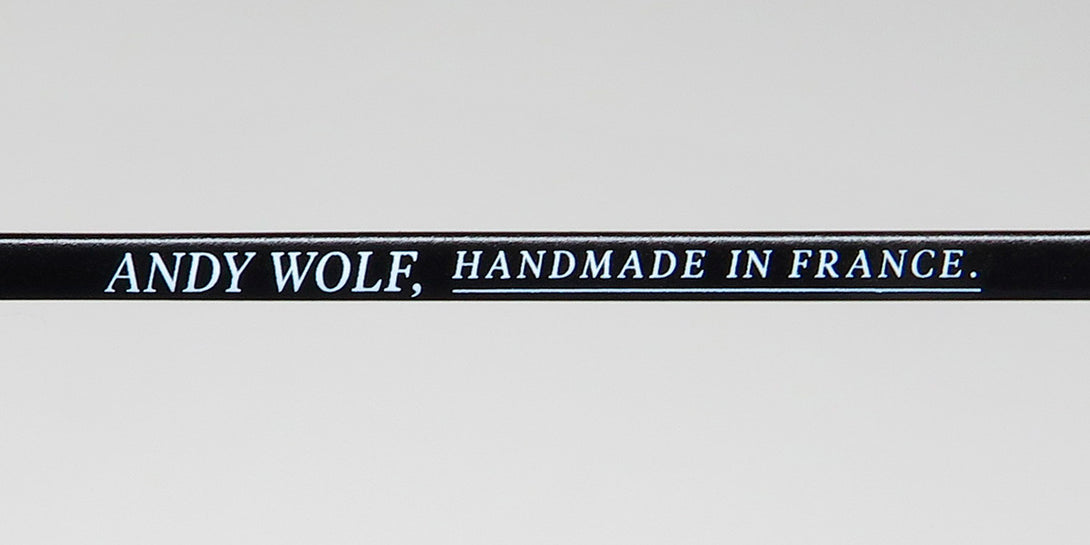 ANDY WOLF, HANDMADE IN FRANCE.